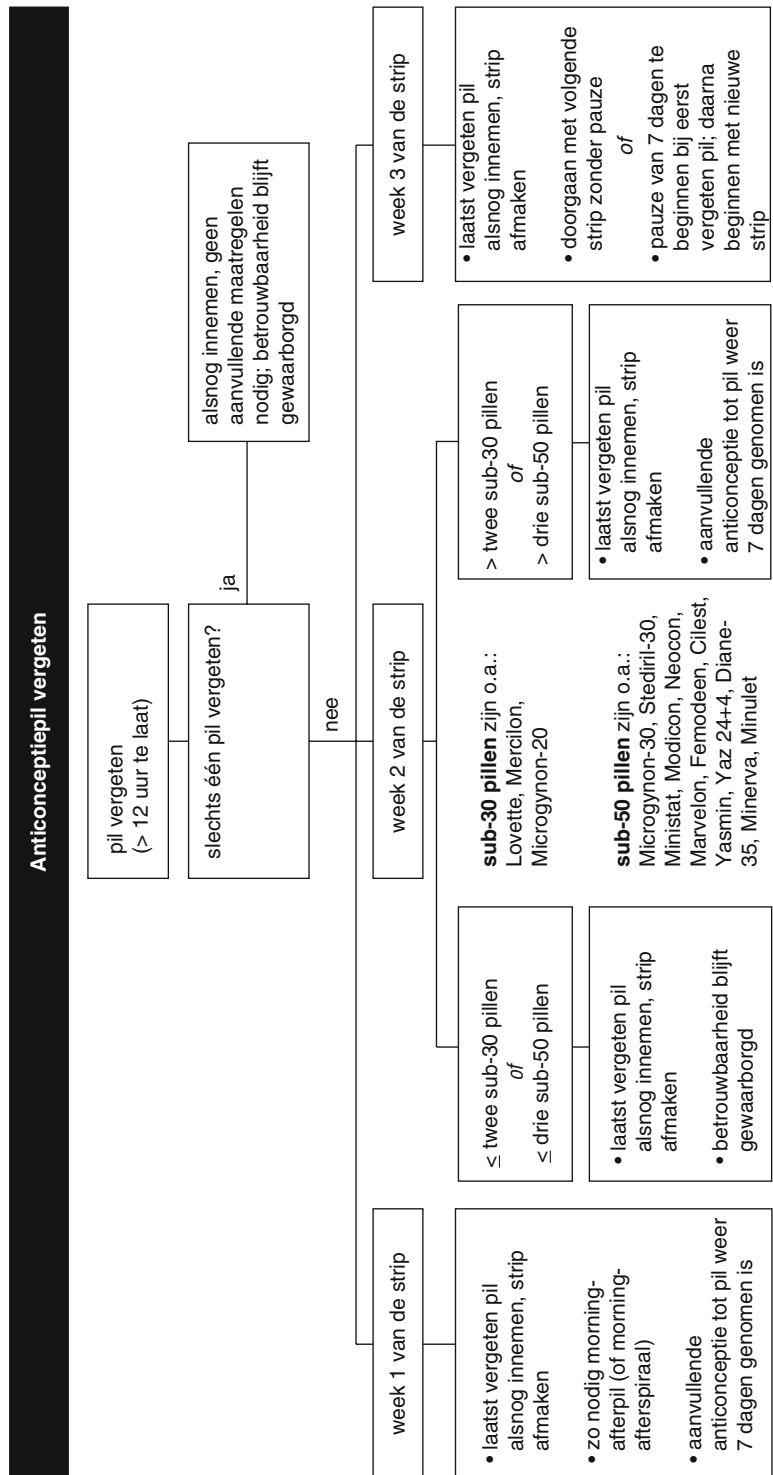 Anticonceptiepil vergeten
pil vergeten
(> 12 uur te laat)
slechts één pil vergeten?
ja
alsnog innemen, geen
aanvullende maatregelen
nodig; betrouwbaarheid blijft
gewaarborgd
nee
week 1 van de strip
• laatst vergeten pil
alsnog innemen, strip
afmaken
• zo nodig morning-
afterpil (of morning-
afterspiraal)
• aanvullende
anticonceptie tot pil weer
7 dagen genomen is
week 2 van de strip
≤ twee sub-30 pillen
of
≤ drie sub-50 pillen
• laatst vergeten pil
alsnog innemen, strip
afmaken
• betrouwbaarheid blijft
gewaarborgd
sub-30 pillen zijn o.a.:
Lovette, Mercilon,
Microgynon-20
sub-50 pillen zijn o.a.:
Microgynon-30, Stediril-30,
Ministat, Modicon, Neocon,
Marvelon, Femodeen, Cilest,
Yasmin, Yaz 24+4, Diane-
35, Minerva, Minulet
> twee sub-30 pillen
of
> drie sub-50 pillen
• laatst vergeten pil
alsnog innemen, strip
afmaken
• aanvullende
anticonceptie tot pil weer
7 dagen genomen is
week 3 van de strip
• laatst vergeten pil
alsnog innemen, strip
afmaken
• doorgaan met volgende
strip zonder pauze
of
• pauze van 7 dagen te
beginnen bij eerst
vergeten pil; daarna
beginnen met nieuwe
strip